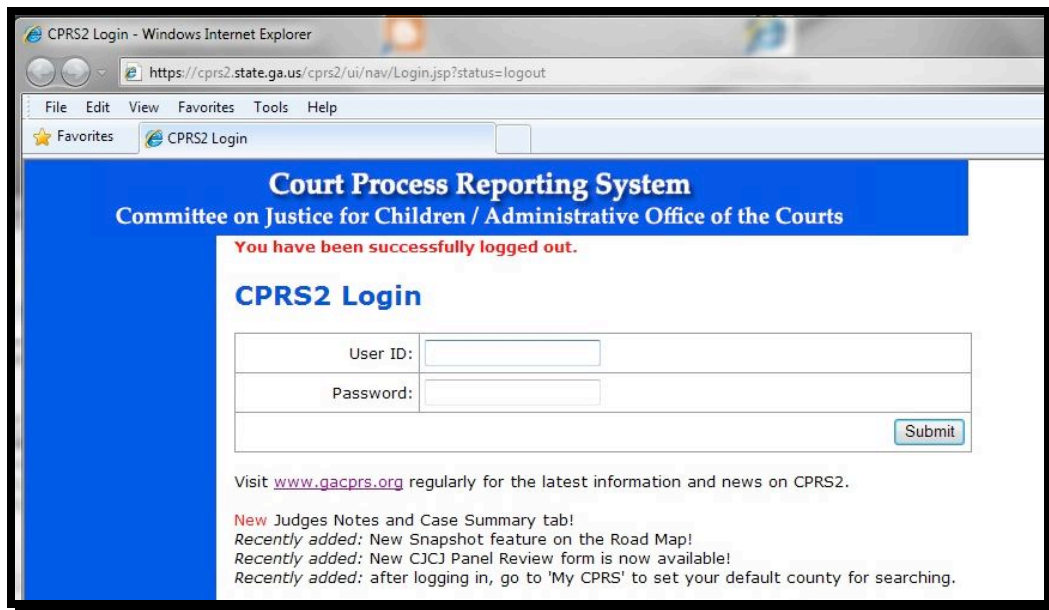 CPRS2 Login - Windows Internet Explorer
https://cprs2.state.ga.us/cprs2/ui/nav/Login.jsp?status=logout
File Edit View Favorites Tools Help
Favorites CPRS2 Login
Court Process Reporting System
Committee on Justice for Children / Administrative Office of the Courts
You have been successfully logged out.
CPRS2 Login
User ID:
Password:
Submit
Visit www.gacprs.org regularly for the latest information and news on CPRS2.
New Judges Notes and Case Summary tab!
Recently added: New Snapshot feature on the Road Map!
Recently added: New CJCJ Panel Review form is now available!
Recently added: after logging in, go to 'My CPRS' to set your default county for searching.